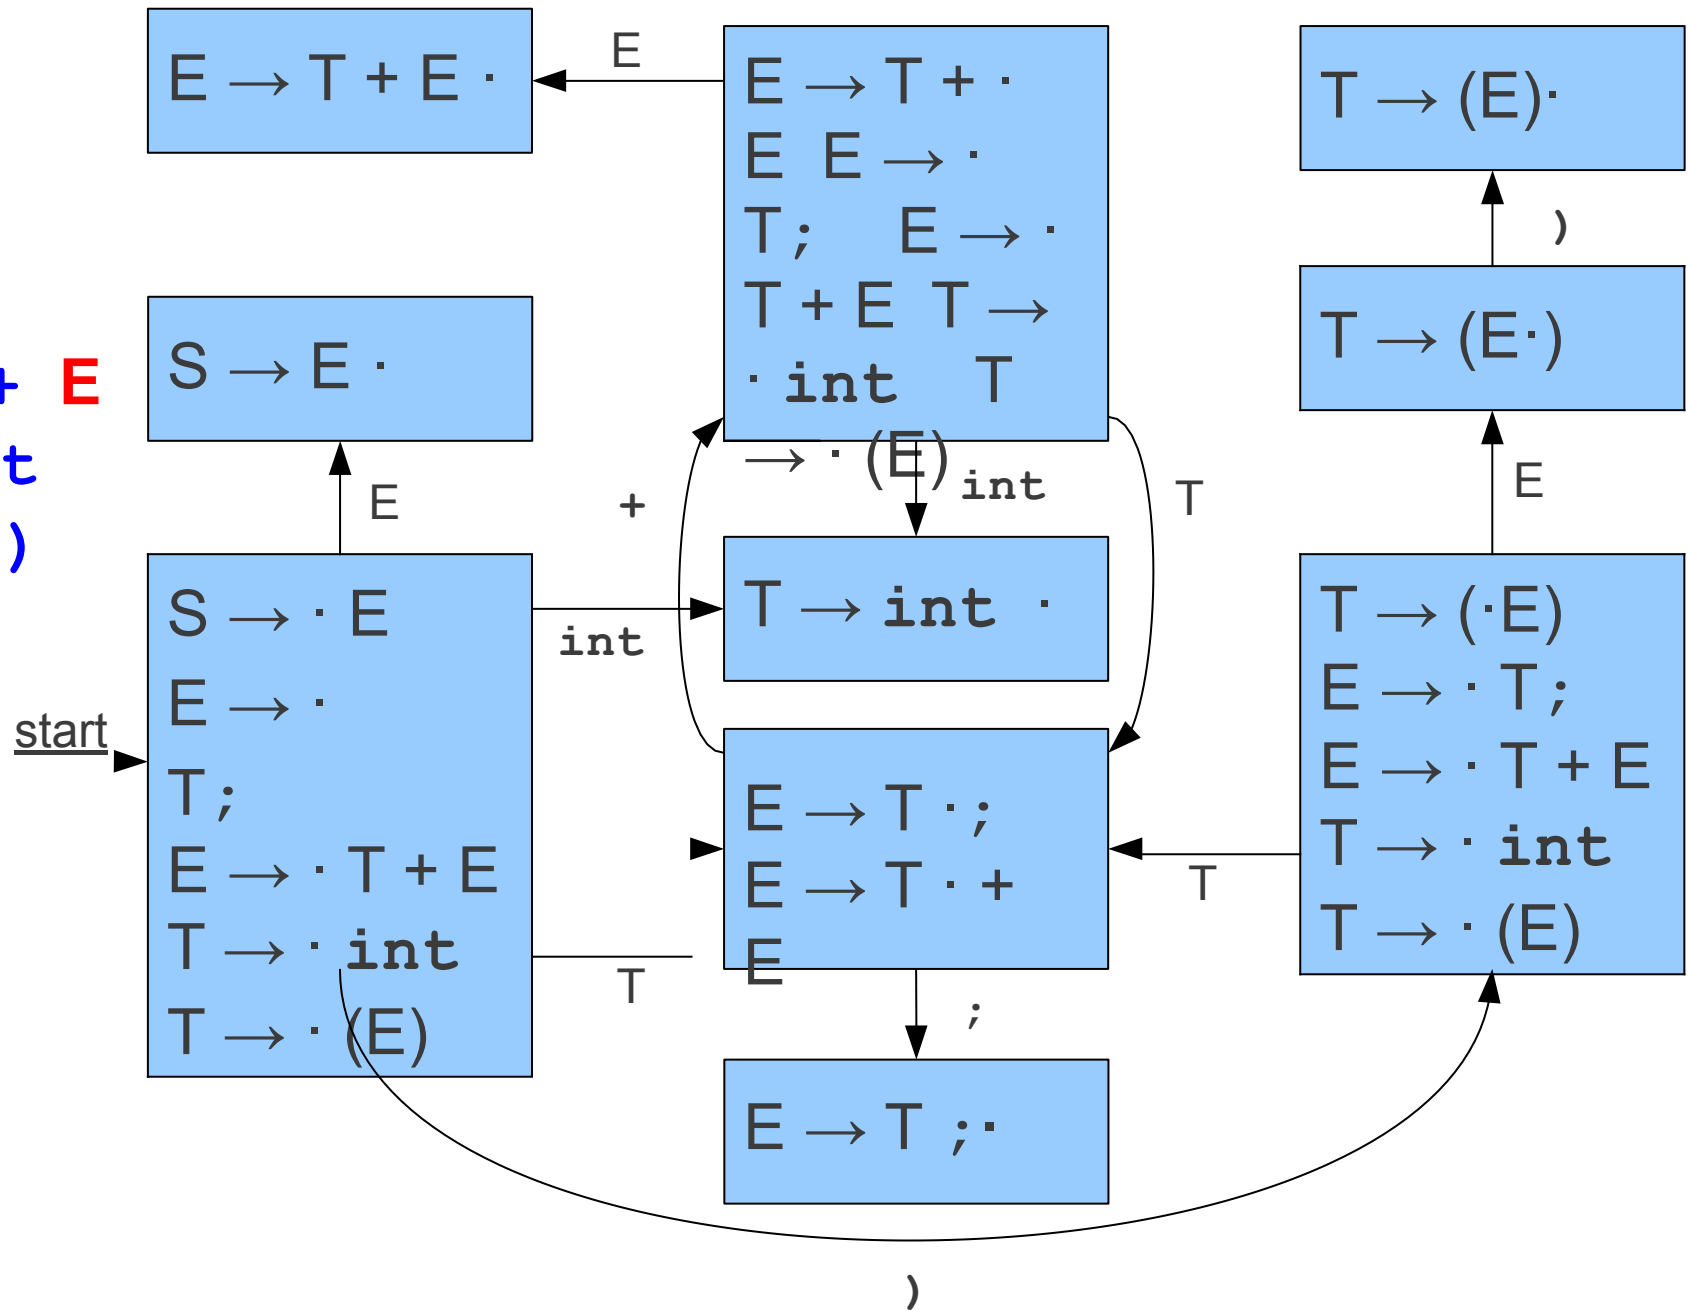 E → T + E ·
E
E → T + ·
E E → ·
T; E → ·
T + E T →
· int T
→ · (E)
T → (E)·
)
T → (E·)
S → E ·
+ E
t
)
E
+
int
T
E
S → · E
E → ·
T;
E → · T + E
T → · int
T → · (E)
start
int
T → int ·
T
E → T ·;
E → T · +
E
;
E → T ;·
T
T → (·E)
E → · T;
E → · T + E
T → · int
T → · (E)
)